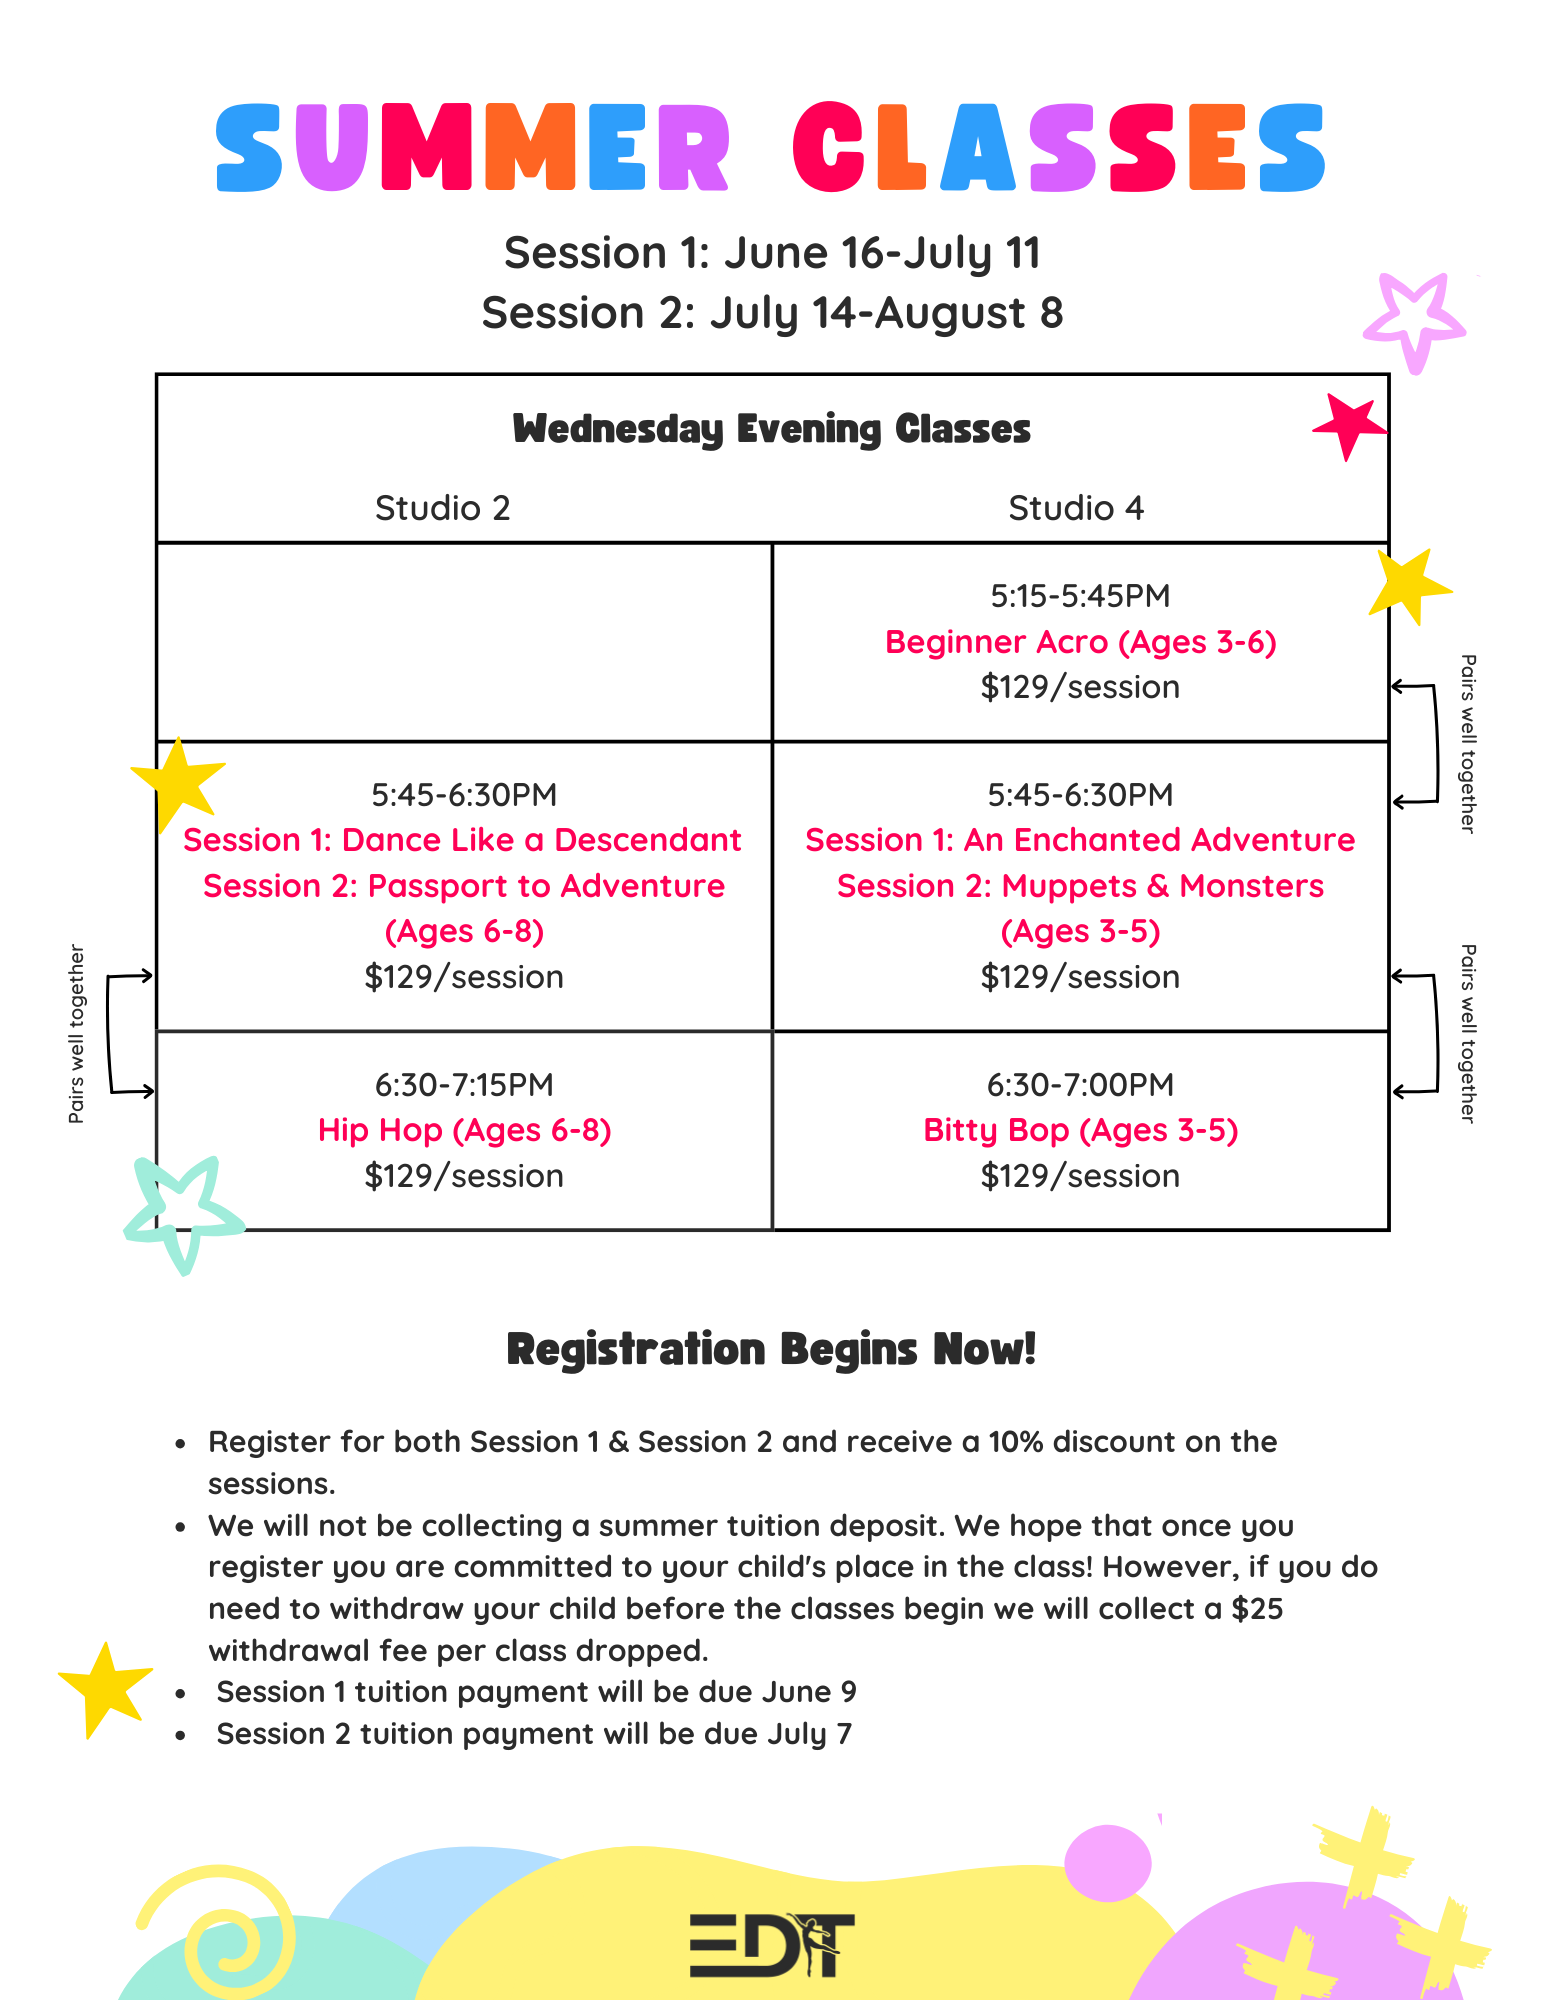 SUMMER CLASSES
Session 1: June 16-July 11
Session 2: July 14-August 8
Wednesday Evening Classes
Studio 2
Studio 4
5:15-5:45PM
Beginner Acro (Ages 3-6)
$129/session
Pairs well together
5:45-6:30PM
Session 1: Dance Like a Descendant
Session 2: Passport to Adventure
(Ages 6-8)
$129/session
5:45-6:30PM
Session 1: An Enchanted Adventure
Session 2: Muppets & Monsters
(Ages 3-5)
$129/session
Pairs well together
Pairs well together
6:30-7:15PM
Hip Hop (Ages 6-8)
$129/session
6:30-7:00PM
Bitty Bop (Ages 3-5)
$129/session
Registration Begins Now!
• Register for both Session 1 & Session 2 and receive a 10% discount on the
sessions.
• We will not be collecting a summer tuition deposit. We hope that once you
register you are committed to your child's place in the class! However, if you do
need to withdraw your child before the classes begin we will collect a $25
withdrawal fee per class dropped.
• Session 1 tuition payment will be due June 9
• Session 2 tuition payment will be due July 7
EDT